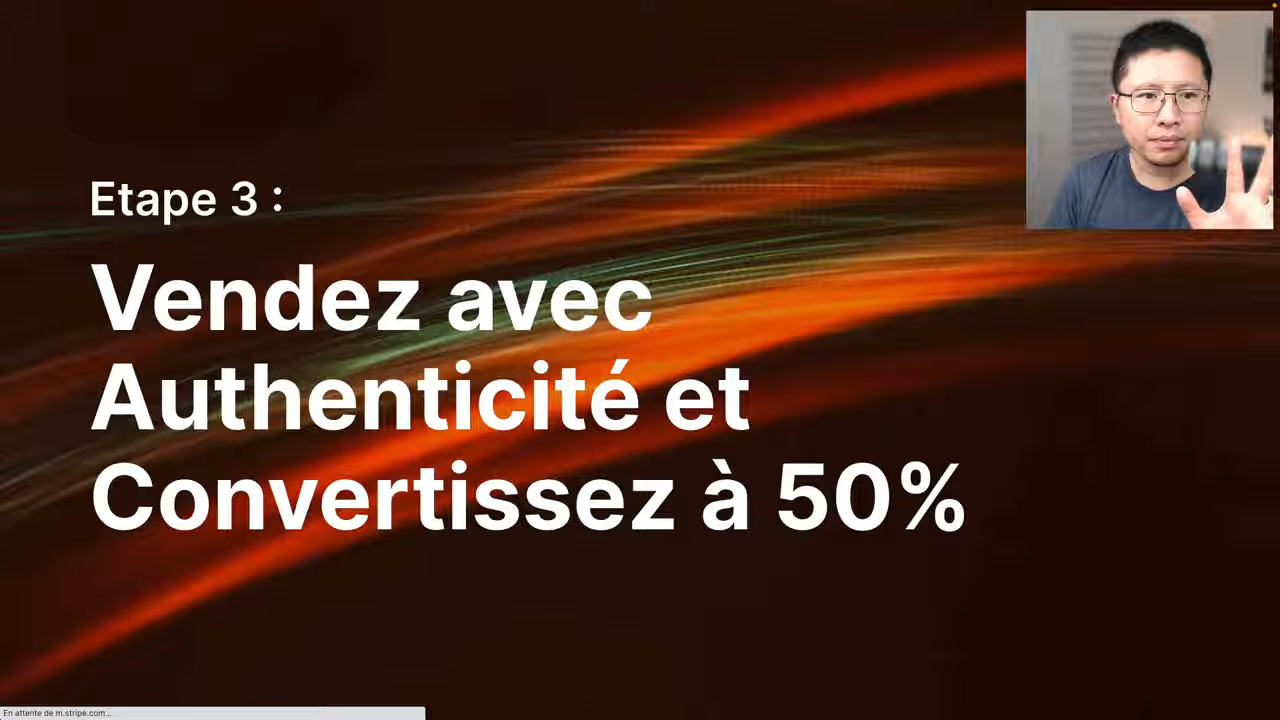 Etape 3 :
Vendez avec
Authenticité et
Convertissez à 50%
En attente de m.stripe.com...